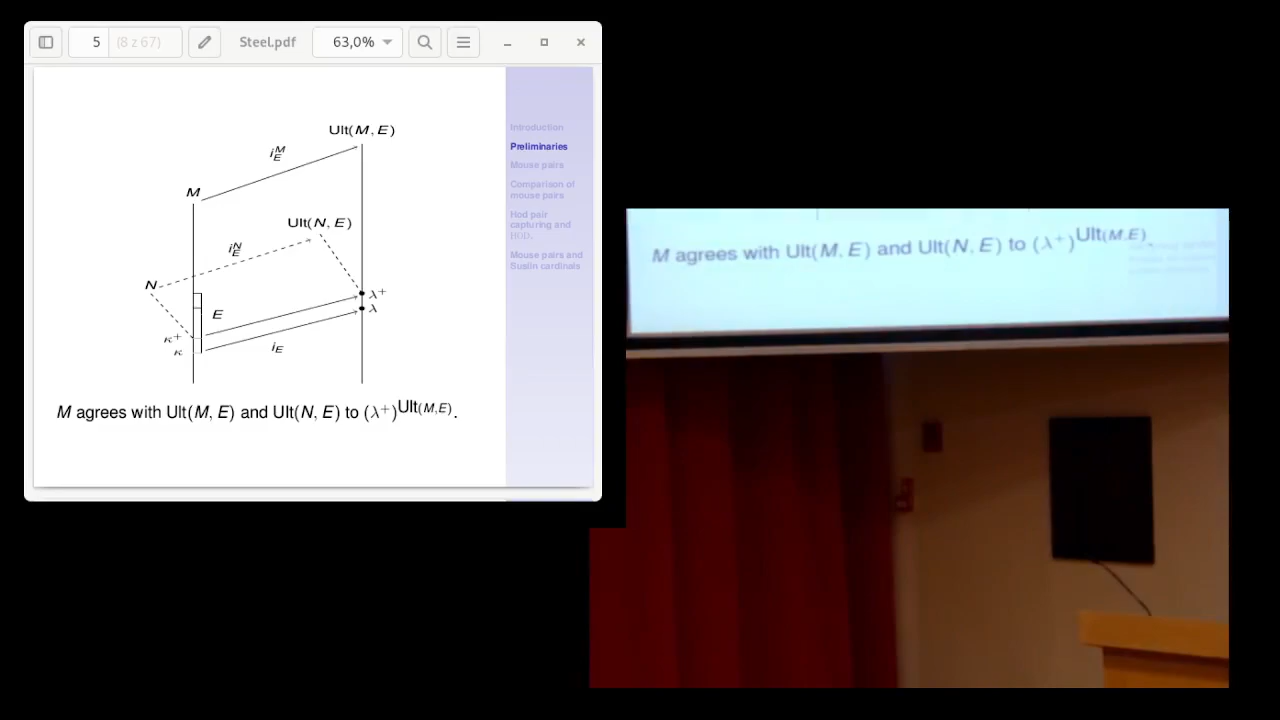 5 (8 z 67) Steel.pdf 63,0%
Ult(M, E)
i_E^M
M
Ult(N, E)
i_E^N
N
λ⁺
E
λ
κ⁺
κ
i_E
M agrees with Ult(M, E) and Ult(N, E) to (λ⁺)^Ult(M,E).
Introduction
Preliminaries
Mouse pairs
Comparison of
mouse pairs
Hod pair
capturing and
HOD.
Mouse pairs and
Suslin cardinals
M agrees with Ult(M, E) and Ult(N, E) to (λ⁺)^Ult(M,E).